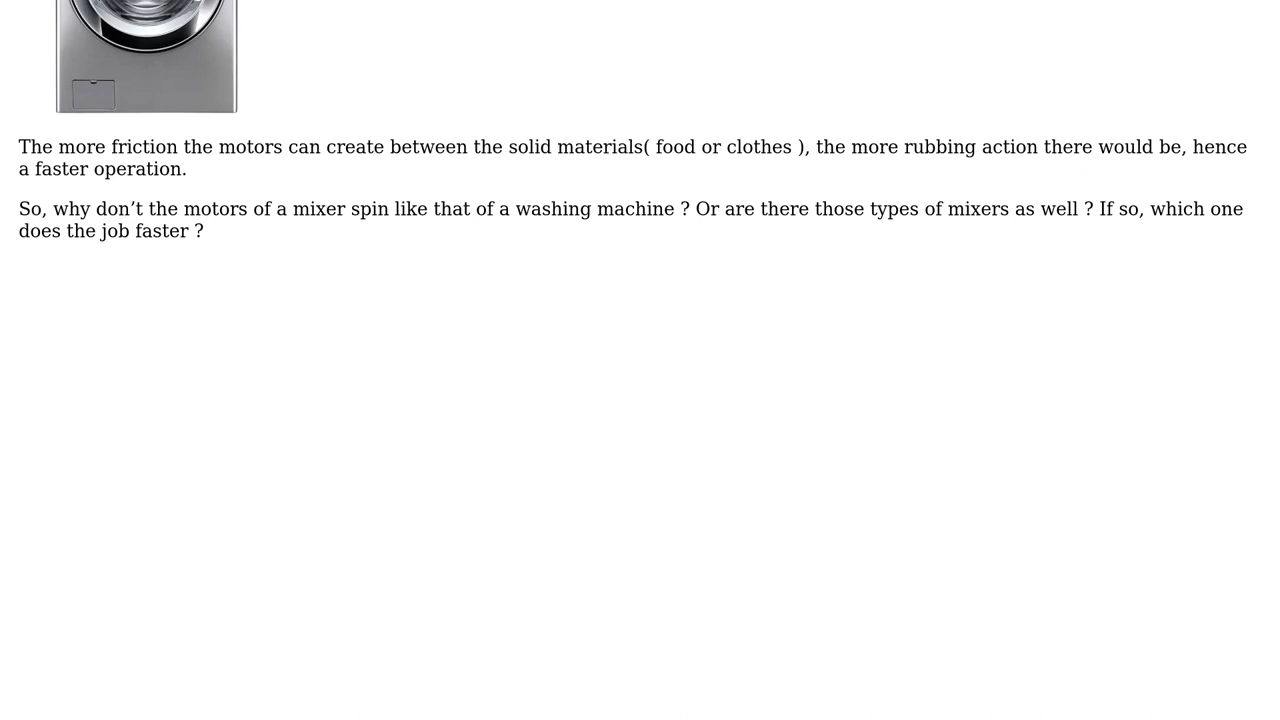 The more friction the motors can create between the solid materials( food or clothes ), the more rubbing action there would be, hence
a faster operation.
So, why don’t the motors of a mixer spin like that of a washing machine ? Or are there those types of mixers as well ? If so, which one
does the job faster ?